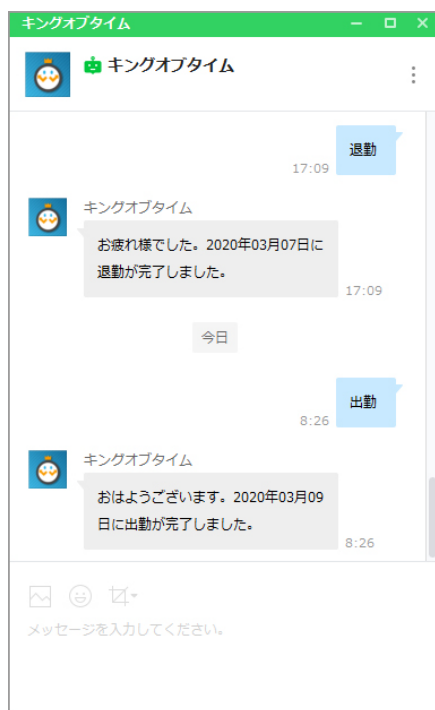 キングオブタイム
キングオブタイム
退勤
17:09
キングオブタイム
お疲れ様でした。2020年03月07日に
退勤が完了しました。
17:09
今日
出勤
8:26
キングオブタイム
おはようございます。2020年03月09
日に出勤が完了しました。
8:26
メッセージを入力してください。